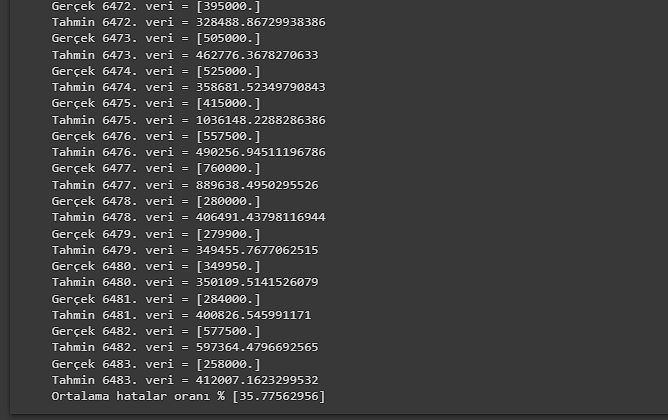 Gerçek 6472. veri = [395000.]
Tahmin 6472. veri = 328488.86729938386
Gerçek 6473. veri = [505000.]
Tahmin 6473. veri = 462776.3678270633
Gerçek 6474. veri = [525000.]
Tahmin 6474. veri = 358681.52349790843
Gerçek 6475. veri = [415000.]
Tahmin 6475. veri = 1036148.2288286386
Gerçek 6476. veri = [557500.]
Tahmin 6476. veri = 490256.94511196786
Gerçek 6477. veri = [760000.]
Tahmin 6477. veri = 889638.4950295526
Gerçek 6478. veri = [280000.]
Tahmin 6478. veri = 406491.43798116944
Gerçek 6479. veri = [279900.]
Tahmin 6479. veri = 349455.7677062515
Gerçek 6480. veri = [349950.]
Tahmin 6480. veri = 350109.5141526079
Gerçek 6481. veri = [284000.]
Tahmin 6481. veri = 400826.545991171
Gerçek 6482. veri = [577500.]
Tahmin 6482. veri = 597364.4796692565
Gerçek 6483. veri = [258000.]
Tahmin 6483. veri = 412007.1623299532
Ortalama hatalar oranı % [35.77562956]